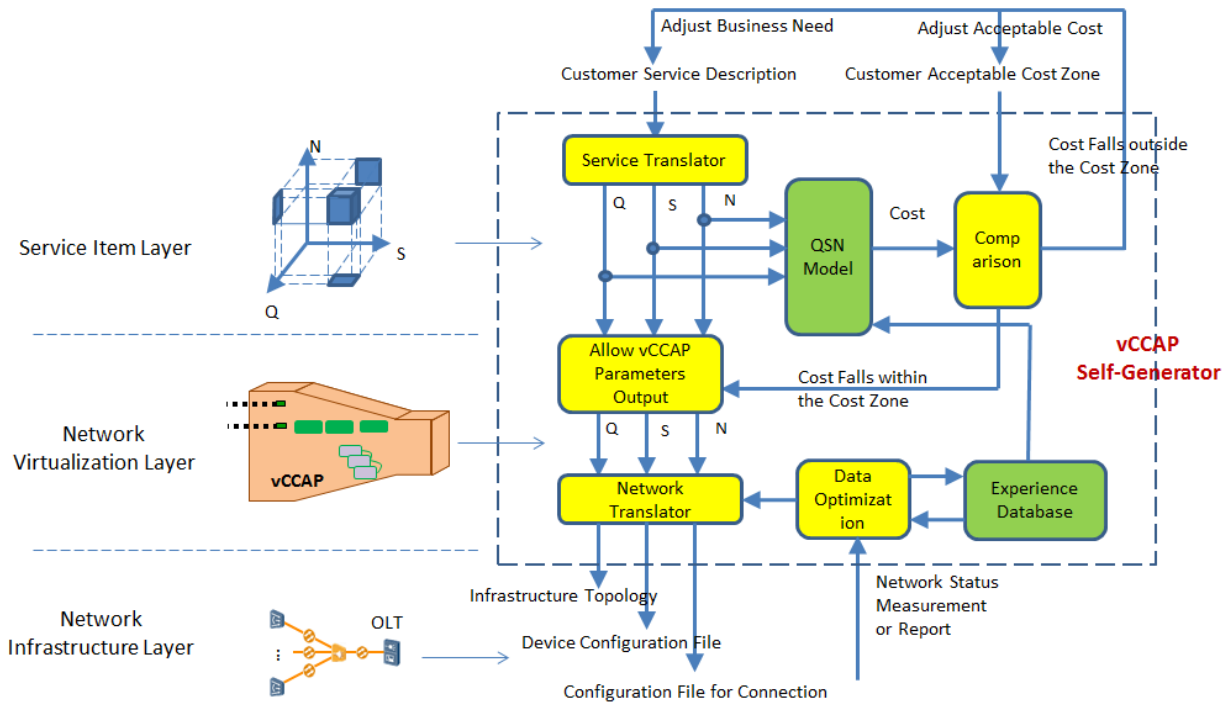 Adjust Business Need
Adjust Acceptable Cost
Customer Service Description
Customer Acceptable Cost Zone
N
S
Q
Service Item Layer
Service Translator
Q
S
N
QSN
Model
Cost
Comp
arison
Cost Falls outside
the Cost Zone
Allow vCCAP
Parameters
Output
Cost Falls within
the Cost Zone
vCCAP
Self-Generator
Network
Virtualization Layer
vCCAP
Q
S
N
Network
Translator
Data
Optimizat
ion
Experience
Database
Network Status
Measurement
or Report
Infrastructure Topology
Network
Infrastructure Layer
OLT
Device Configuration File
Configuration File for Connection